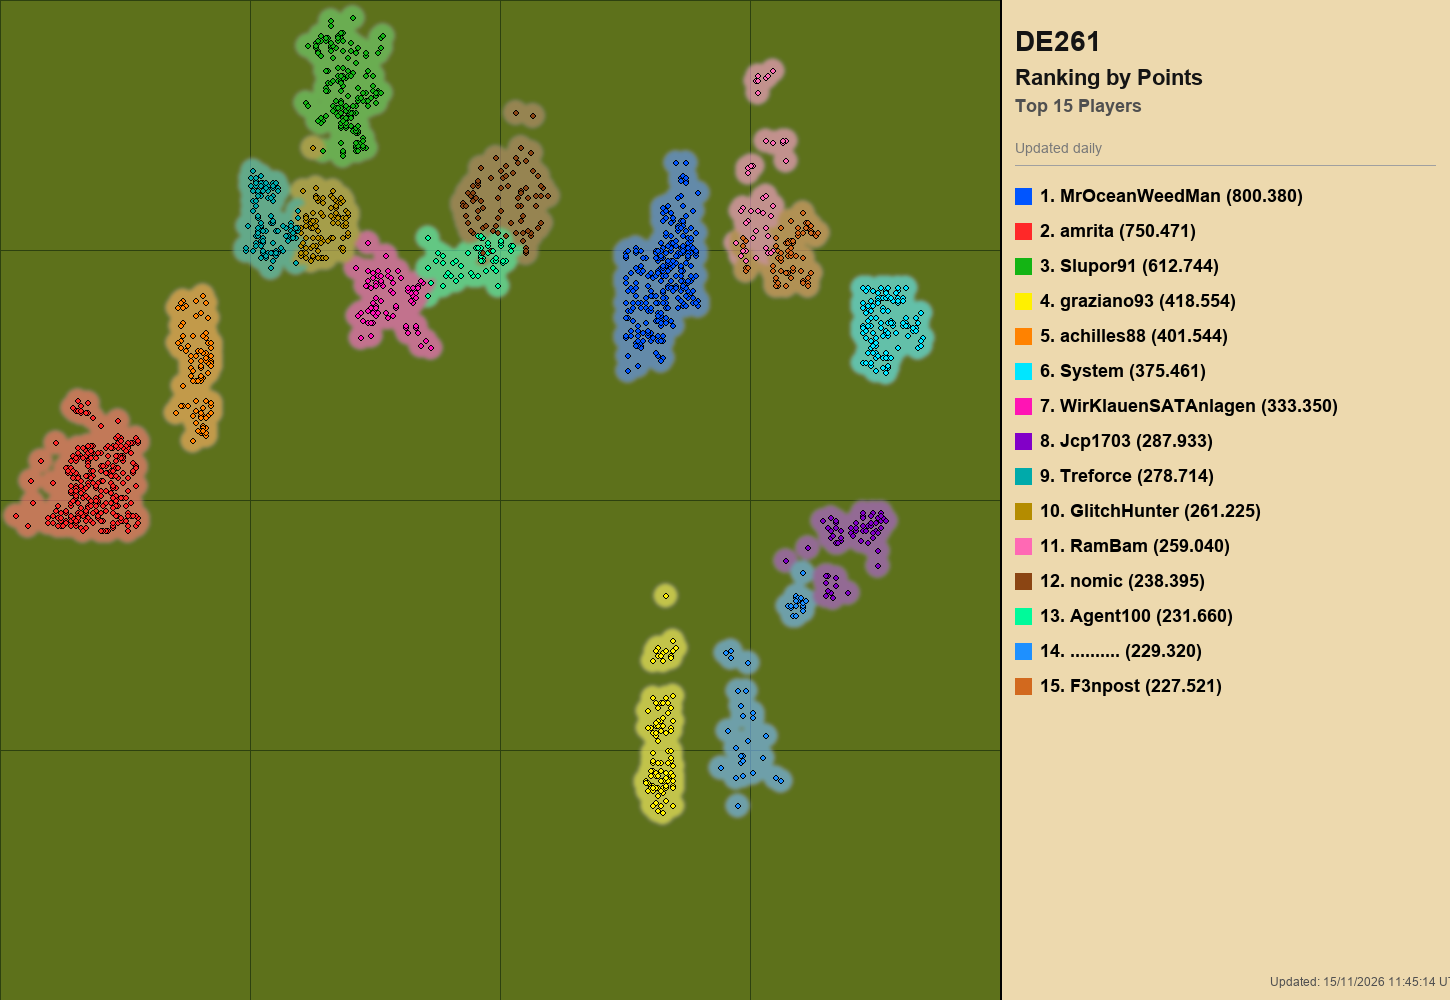 DE261
Ranking by Points
Top 15 Players
Updated daily
1. MrOceanWeedMan (800.380)
2. amrita (750.471)
3. Slupor91 (612.744)
4. graziano93 (418.554)
5. achilles88 (401.544)
6. System (375.461)
7. WirKlauenSATAnlagen (333.350)
8. Jcp1703 (287.933)
9. Treforce (278.714)
10. GlitchHunter (261.225)
11. RamBam (259.040)
12. nomic (238.395)
13. Agent100 (231.660)
14. .......... (229.320)
15. F3npost (227.521)
Updated: 15/11/2026 11:45:14 U